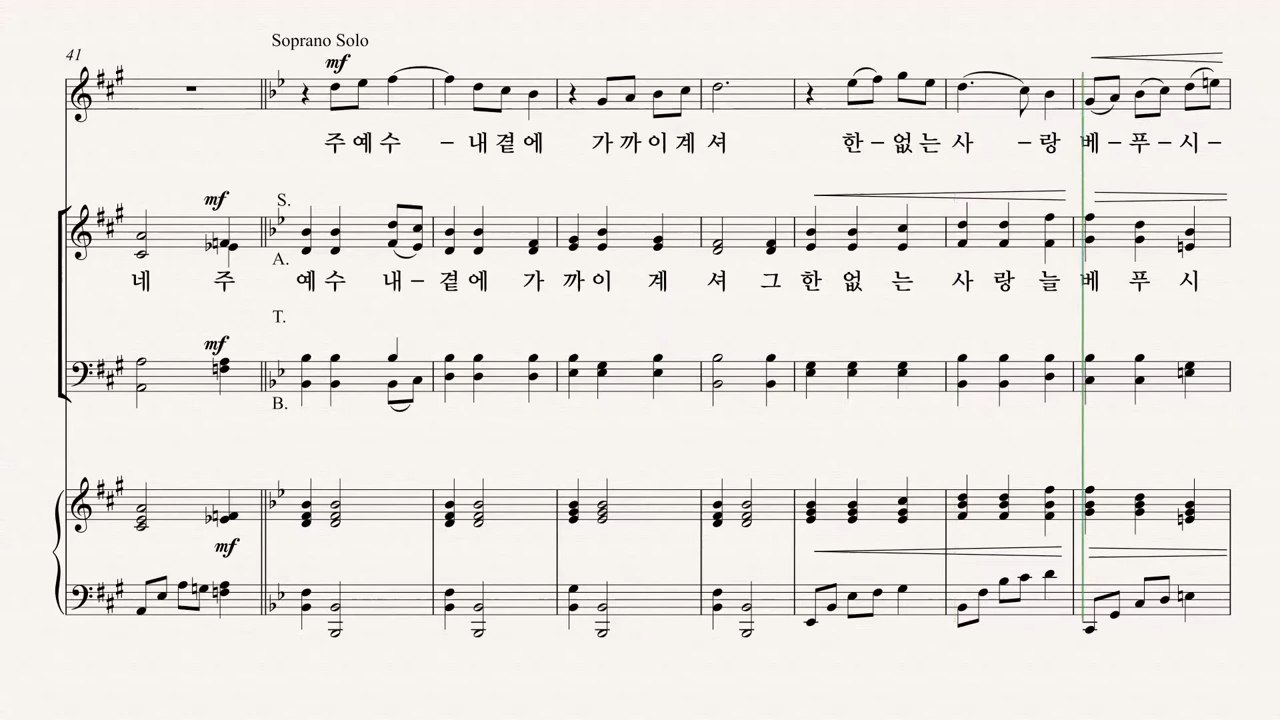 41
Soprano Solo
mf
주 예 수 – 내 곁 에 가 까 이 계 셔 한 – 없 는 사 – 랑 베 – 푸 – 시 –
mf
S.
A.
네 주 예 수 내 – 곁 에 가 까 이 계 셔 그 한 없 는 사 랑 늘 베 푸 시
T.
mf
B.
mf